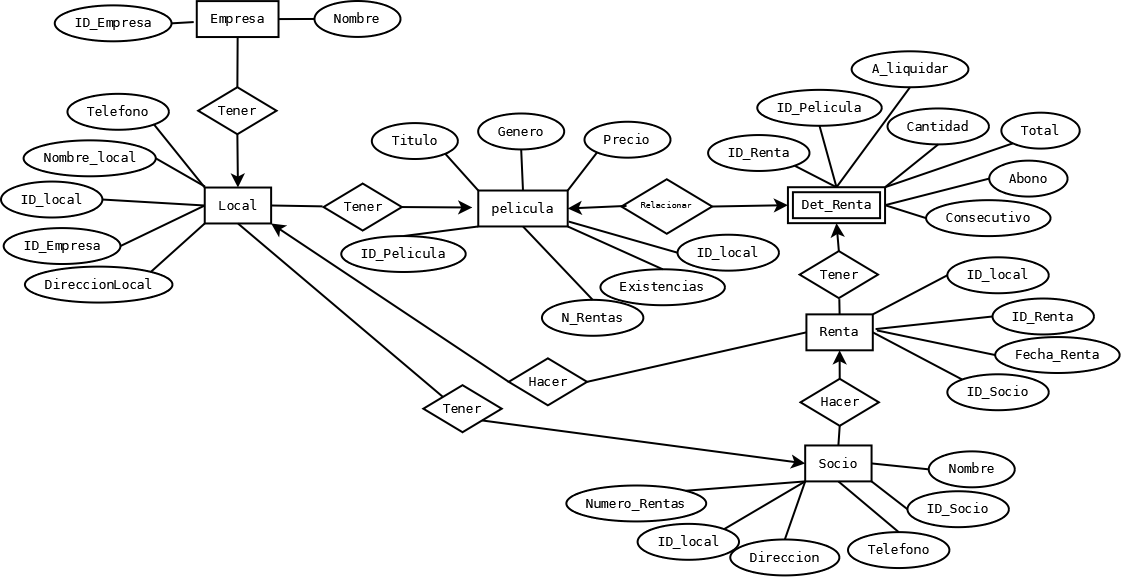 ID_Empresa
Empresa
Nombre
Tener
Telefono
Nombre_local
ID_local
ID_Empresa
DireccionLocal
Local
Tener
Titulo
Genero
Precio
pelicula
ID_Pelicula
N_Rentas
Existencias
ID_local
Relacionar
A_liquidar
ID_Pelicula
ID_Renta
Cantidad
Total
Abono
Consecutivo
Det_Renta
Tener
ID_local
ID_Renta
Fecha_Renta
ID_Socio
Renta
Hacer
Hacer
Tener
Socio
Nombre
ID_Socio
Telefono
Direccion
ID_local
Numero_Rentas